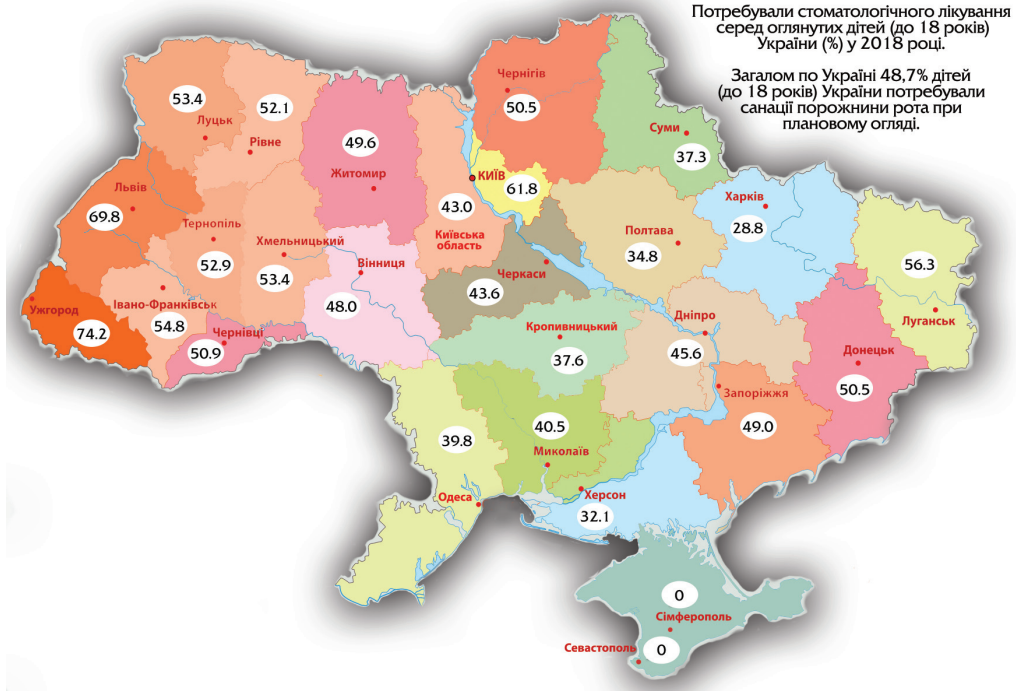 Потребували стоматологічного лікування
серед оглянутих дітей (до 18 років)
України (%) у 2018 році.
Загалом по Україні 48,7% дітей
(до 18 років) України потребували
санації порожнини рота при
плановому огляді.
53.4
Луцьк
52.1
Рівне
49.6
Житомир
Чернігів
50.5
Суми
37.3
КИЇВ
61.8
43.0
Київська
область
Львів
69.8
Тернопіль
52.9
Хмельницький
53.4
Вінниця
48.0
Черкаси
43.6
Полтава
34.8
Харків
28.8
56.3
Луганськ
Ужгород
74.2
Івано-Франківськ
54.8
Чернівці
50.9
Кропивницький
37.6
Дніпро
45.6
Донецьк
50.5
Запоріжжя
49.0
39.8
Одеса
40.5
Миколаїв
Херсон
32.1
0
Сімферополь
Севастополь
0